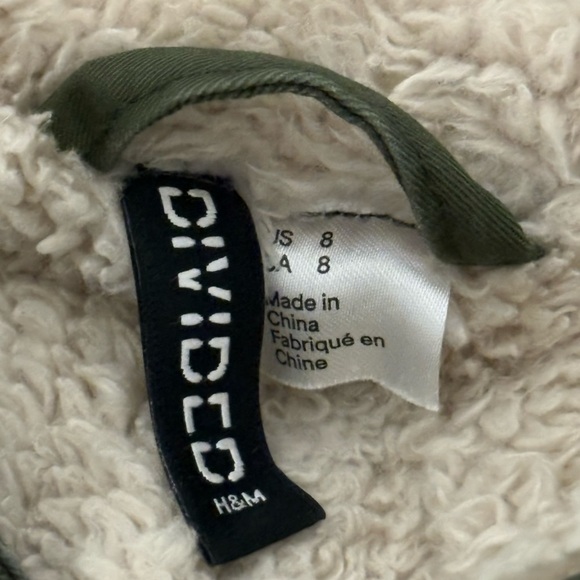 DIVIDED
H&M
US 8
CA 8
Made in
China
Fabriqué en
Chine